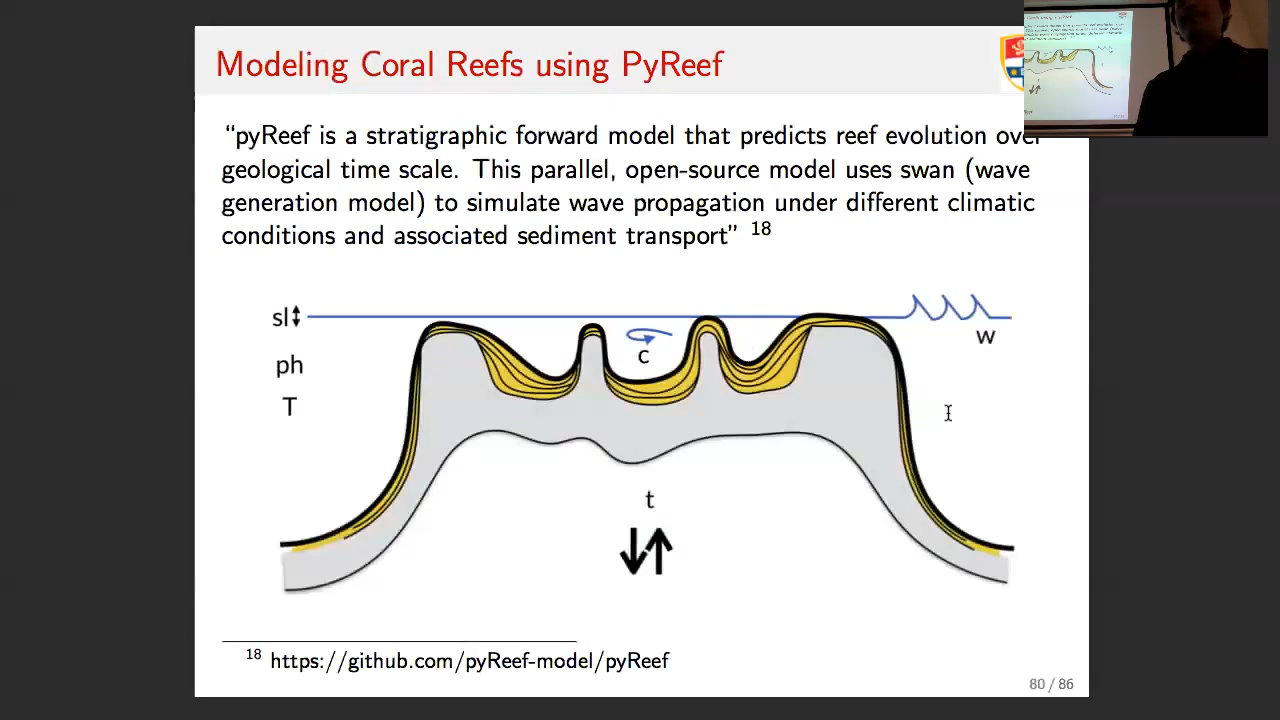 Modeling Coral Reefs using PyReef
“pyReef is a stratigraphic forward model that predicts reef evolution over
geological time scale. This parallel, open-source model uses swan (wave
generation model) to simulate wave propagation under different climatic
conditions and associated sediment transport” 18
sl
c
w
ph
T
t
18 https://github.com/pyReef-model/pyReef
80 / 86